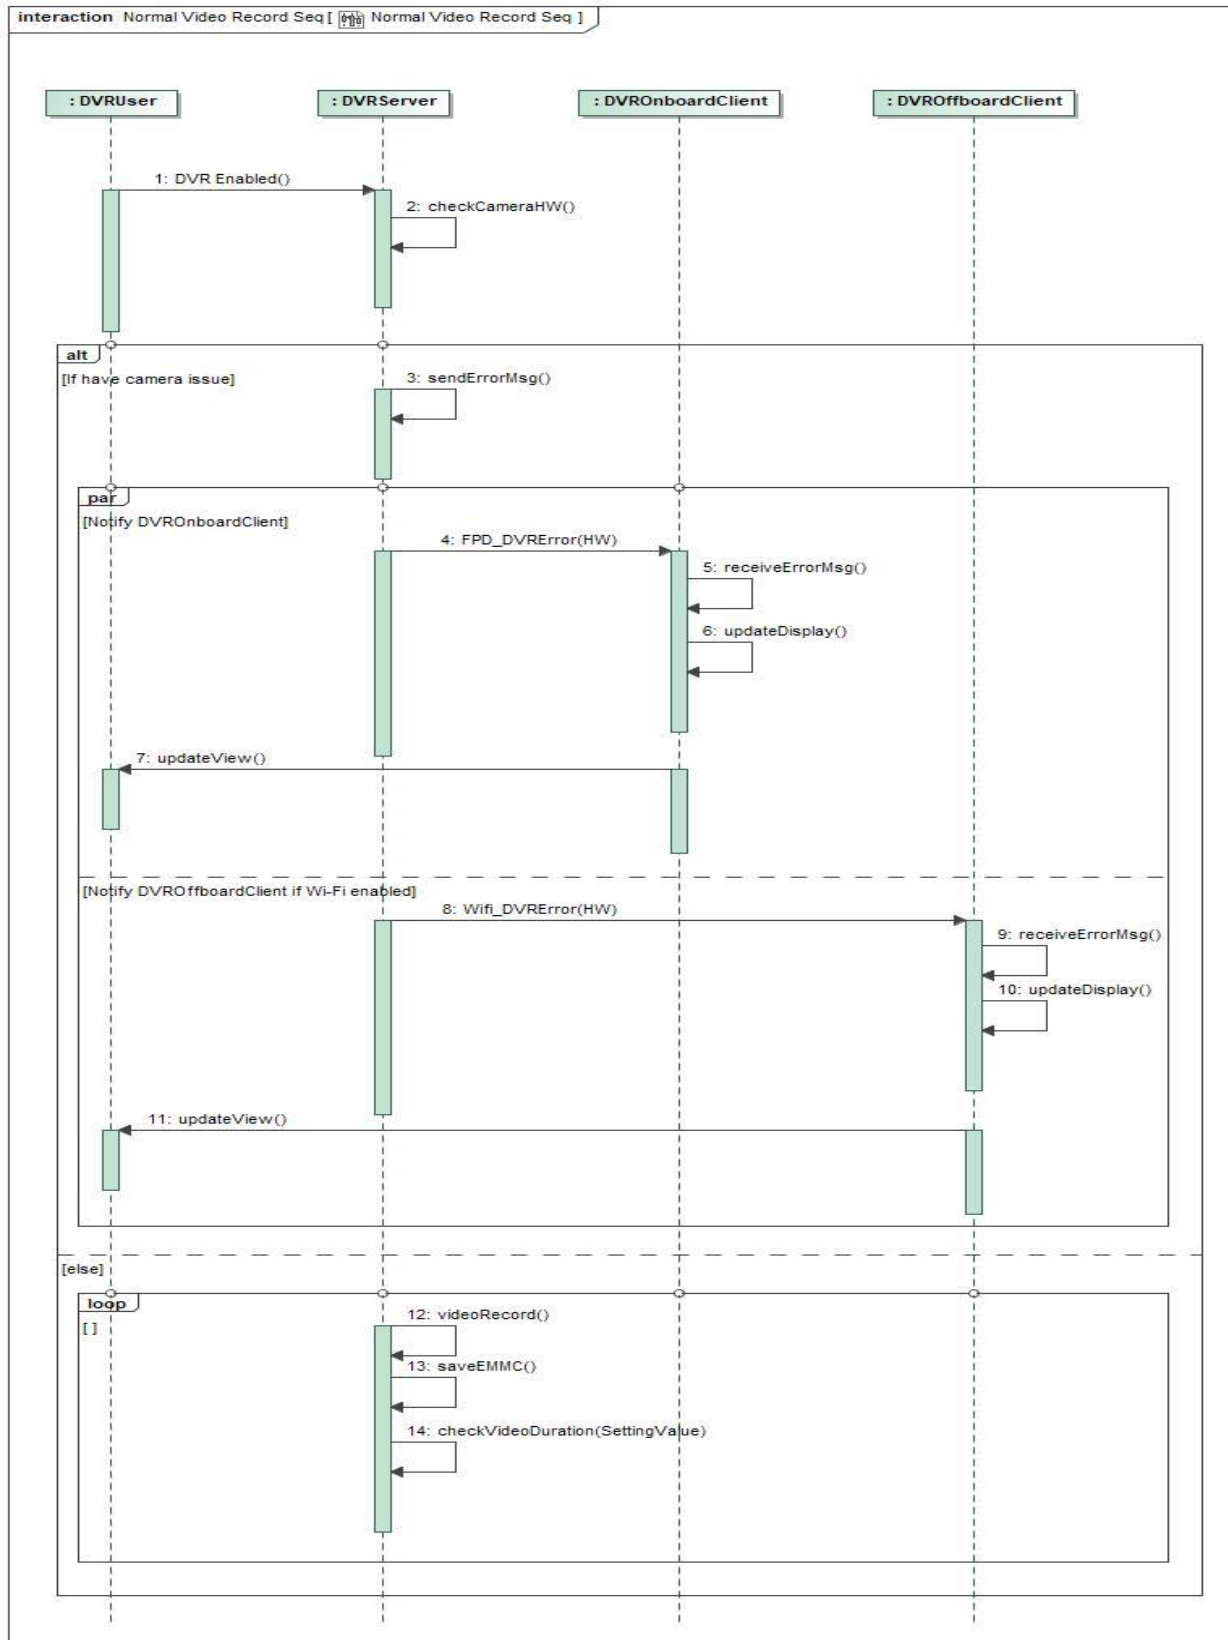 interaction Normal Video Record Seq [ Normal Video Record Seq ]
: DVRUser
: DVRServer
: DVROnboardClient
: DVROffboardClient
1: DVR Enabled()
2: checkCameraHW()
alt
[If have camera issue]
3: sendErrorMsg()
par
[Notify DVROnboardClient]
4: FPD_DVRError(HW)
5: receiveErrorMsg()
6: updateDisplay()
7: updateView()
[Notify DVROffboardClient if Wi-Fi enabled]
8: Wifi_DVRError(HW)
9: receiveErrorMsg()
10: updateDisplay()
11: updateView()
[else]
loop
[ ]
12: videoRecord()
13: saveEMMC()
14: checkVideoDuration(SettingValue)